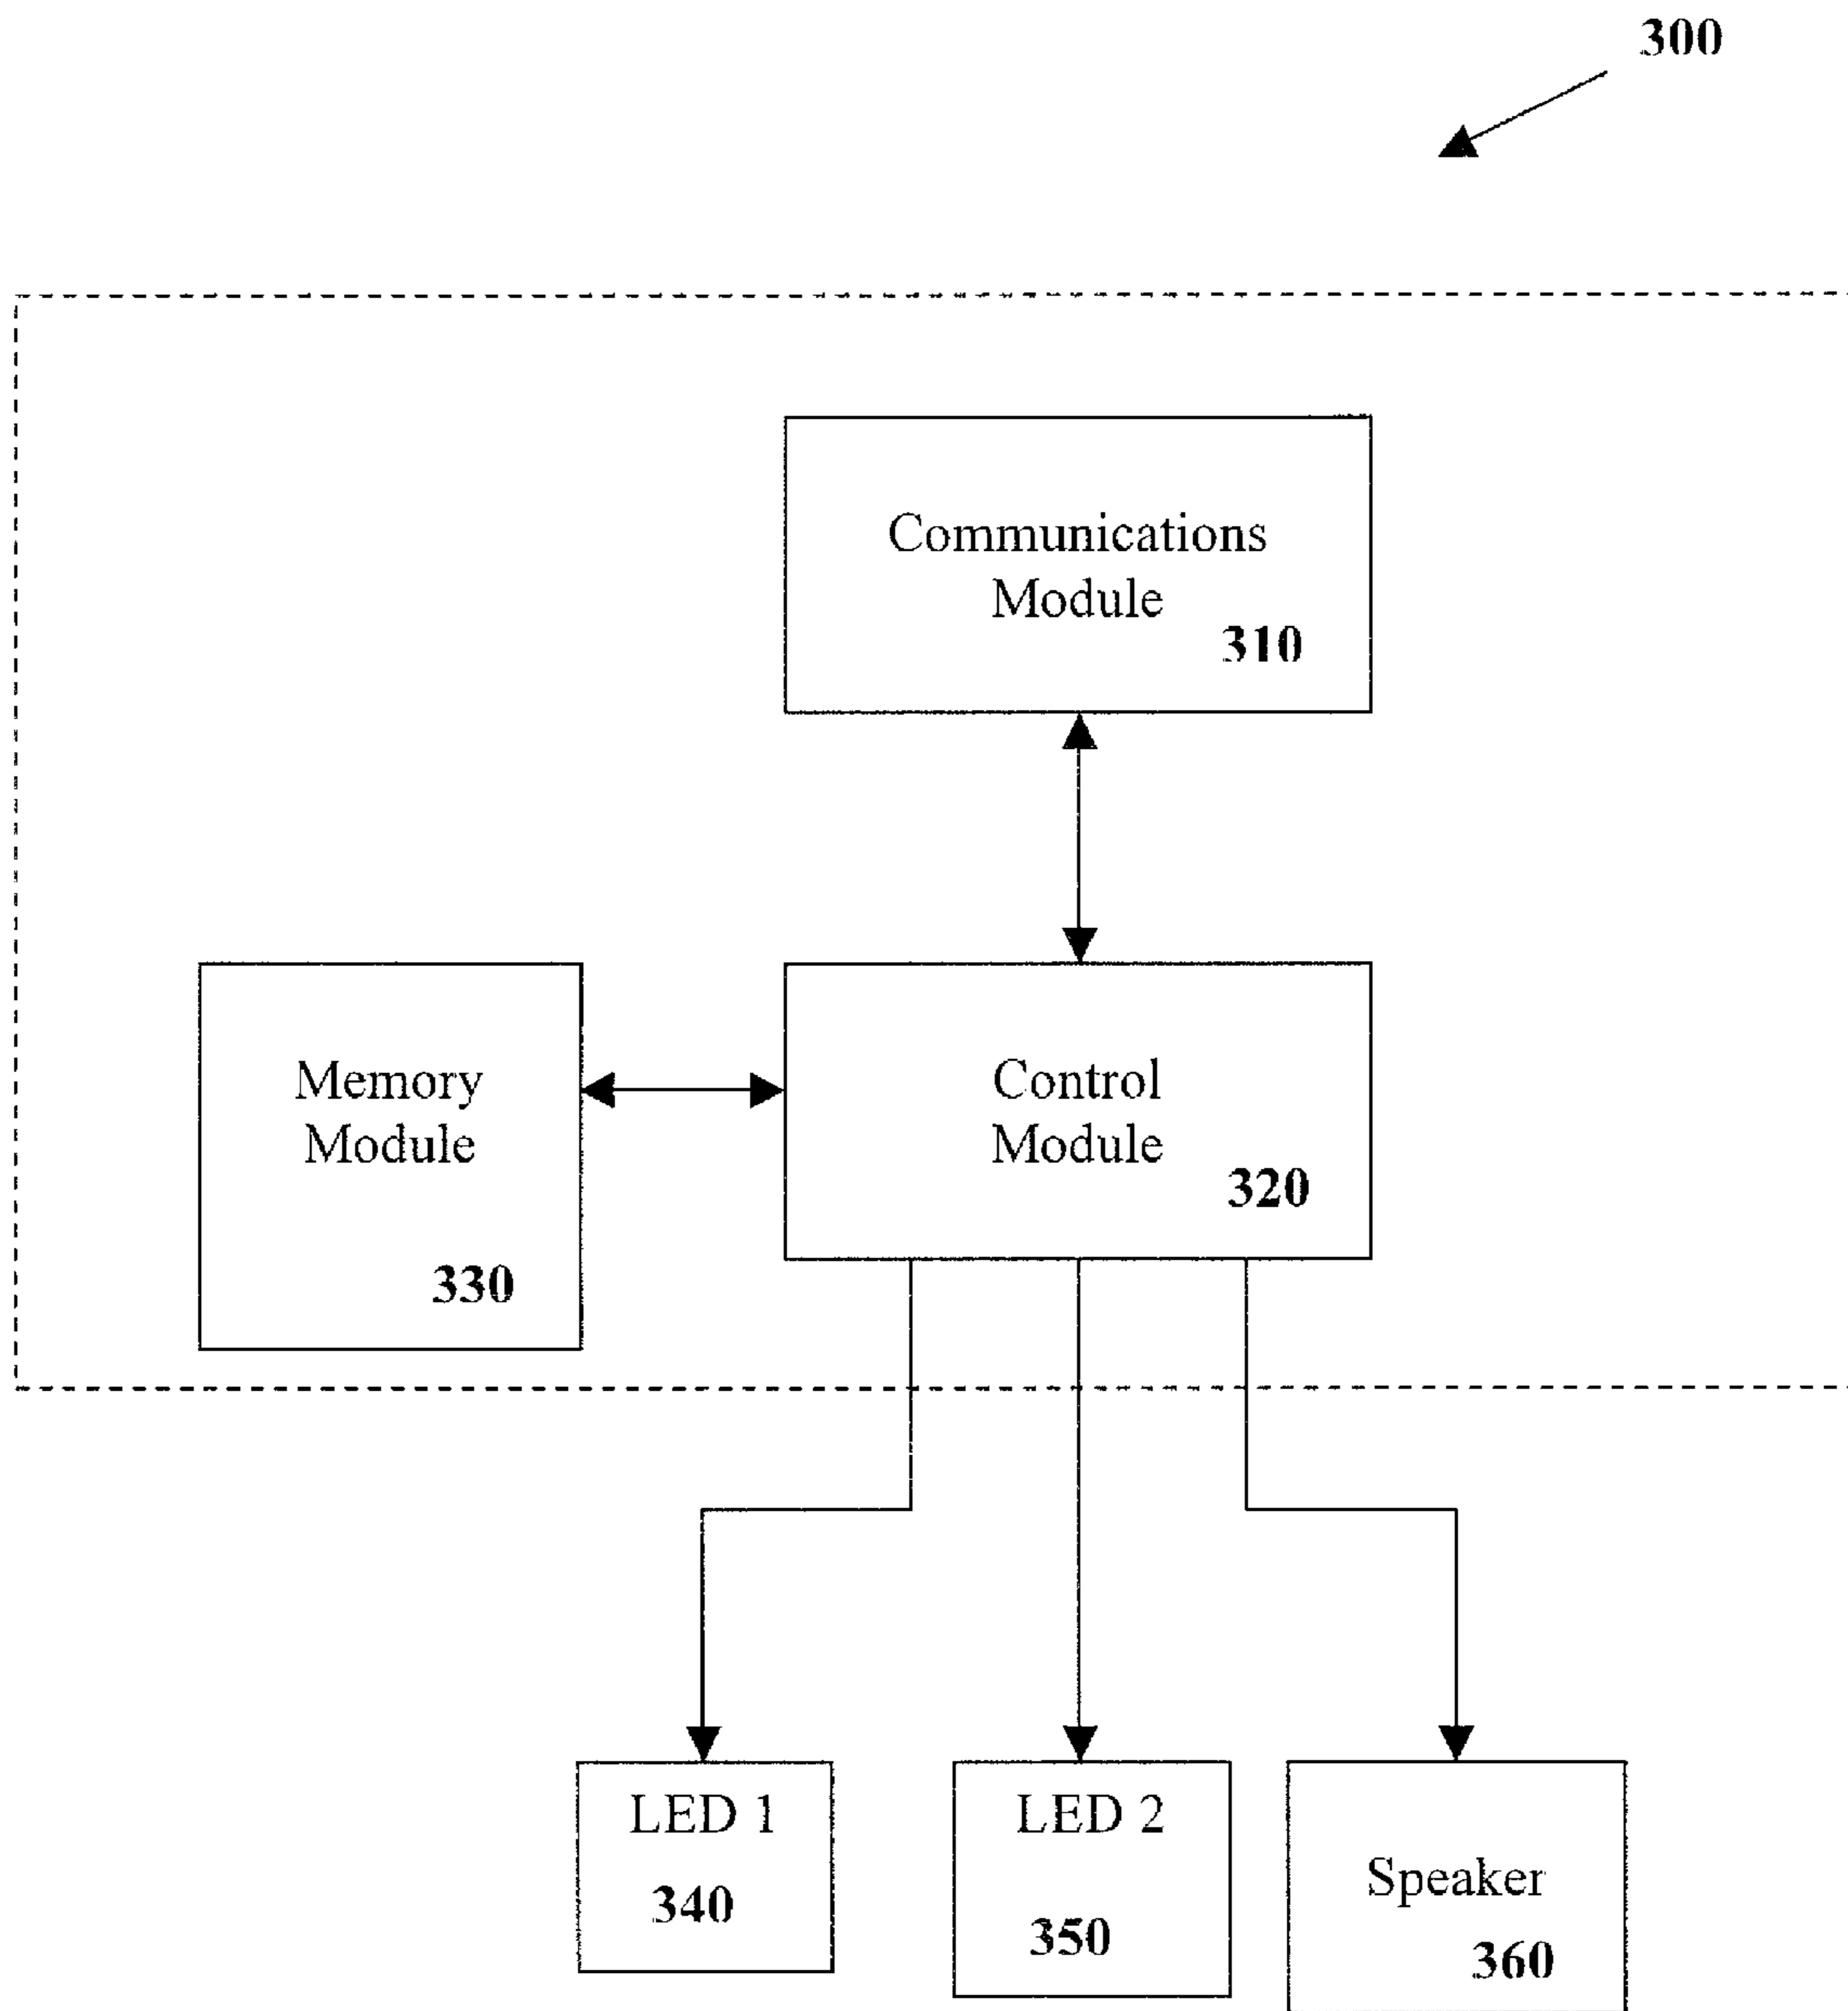 300
Communications
Module
310
Memory
Module
330
Control
Module
320
LED 1
340
LED 2
350
Speaker
360